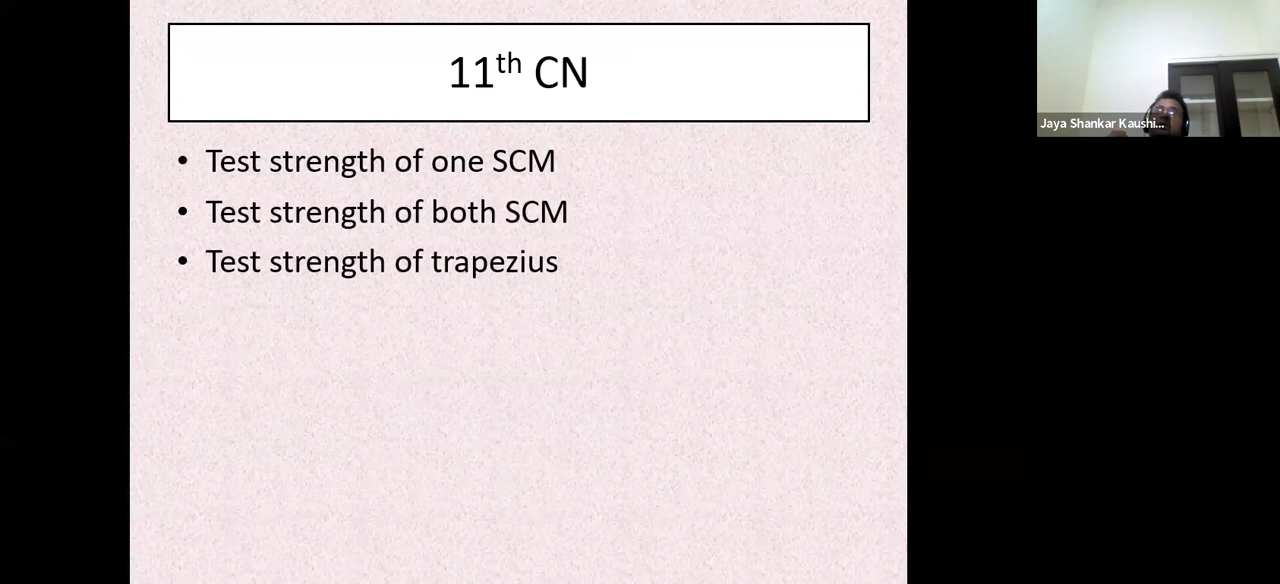 11th CN
• Test strength of one SCM
• Test strength of both SCM
• Test strength of trapezius
Jaya Shankar Kaushi...